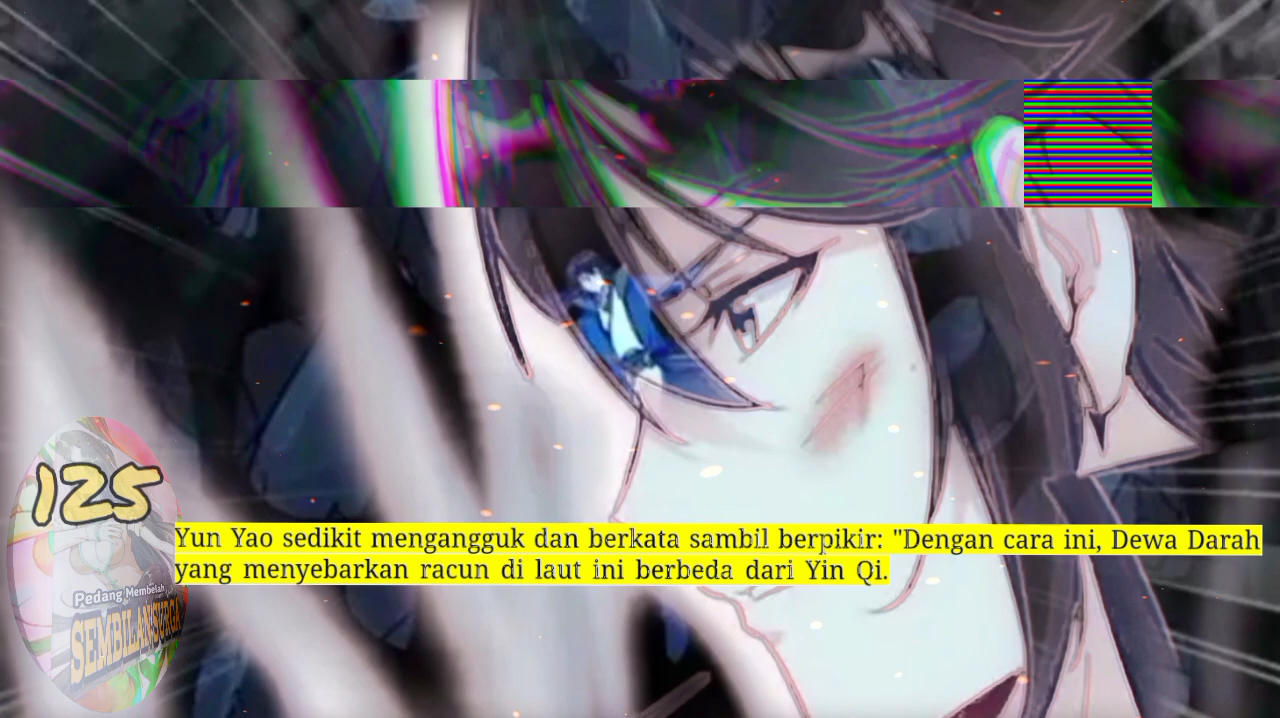 125
Pedang Membelah
SEMBILAN SURGA
Yun Yao sedikit mengangguk dan berkata sambil berpikir: "Dengan cara ini, Dewa Darah
yang menyebarkan racun di laut ini berbeda dari Yin Qi.